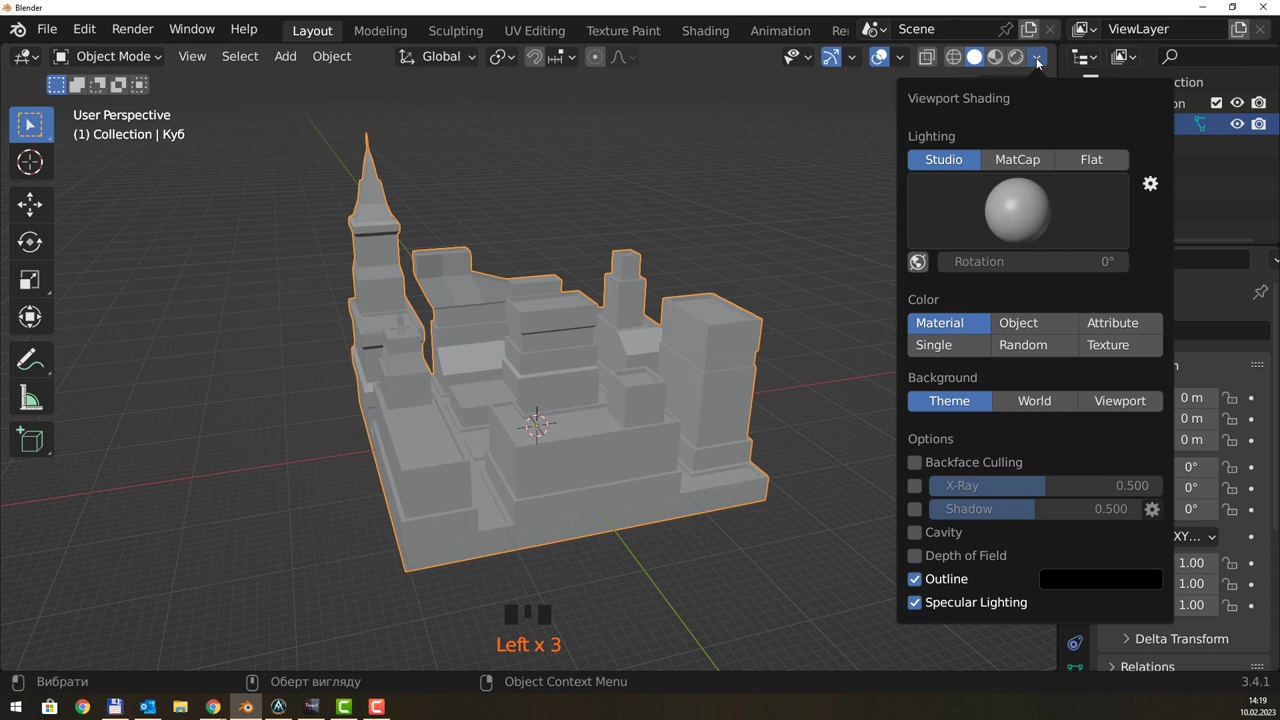 Blender
File Edit Render Window Help Layout Modeling Sculpting UV Editing Texture Paint Shading Animation Re Scene ViewLayer
Object Mode View Select Add Object Global
User Perspective
(1) Collection | Куб
Viewport Shading
Lighting
Studio MatCap Flat
Rotation 0°
Color
Material Object Attribute
Single Random Texture
Background
Theme World Viewport
Options
Backface Culling
X-Ray 0.500
Shadow 0.500
Cavity
Depth of Field
Outline
Specular Lighting
ection
on
n
0 m
0 m
0 m
0°
0°
0°
XY...
1.00
1.00
1.00
Delta Transform
Relations
Left x 3
Вибрати Оберт вигляду Object Context Menu 3.4.1
14:19
10.02.2023